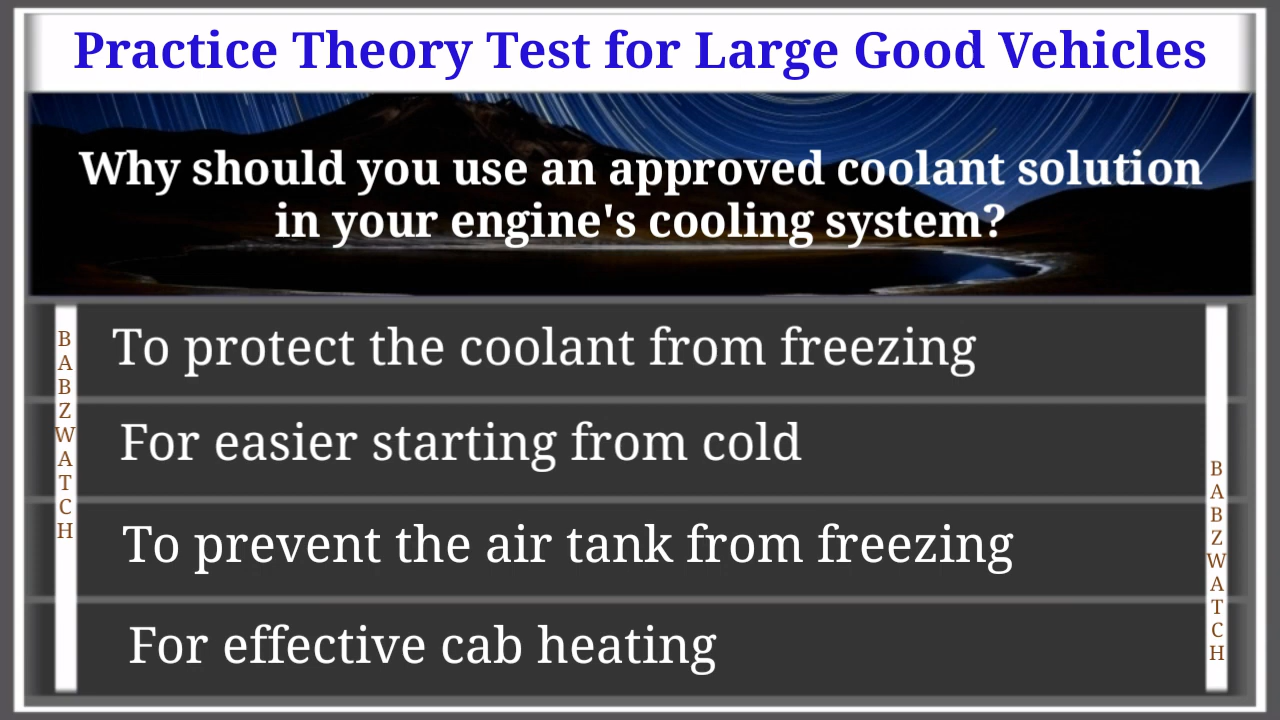 Practice Theory Test for Large Good Vehicles
Why should you use an approved coolant solution
in your engine's cooling system?
To protect the coolant from freezing
For easier starting from cold
To prevent the air tank from freezing
For effective cab heating
BABZWATCH
BABZWATCH